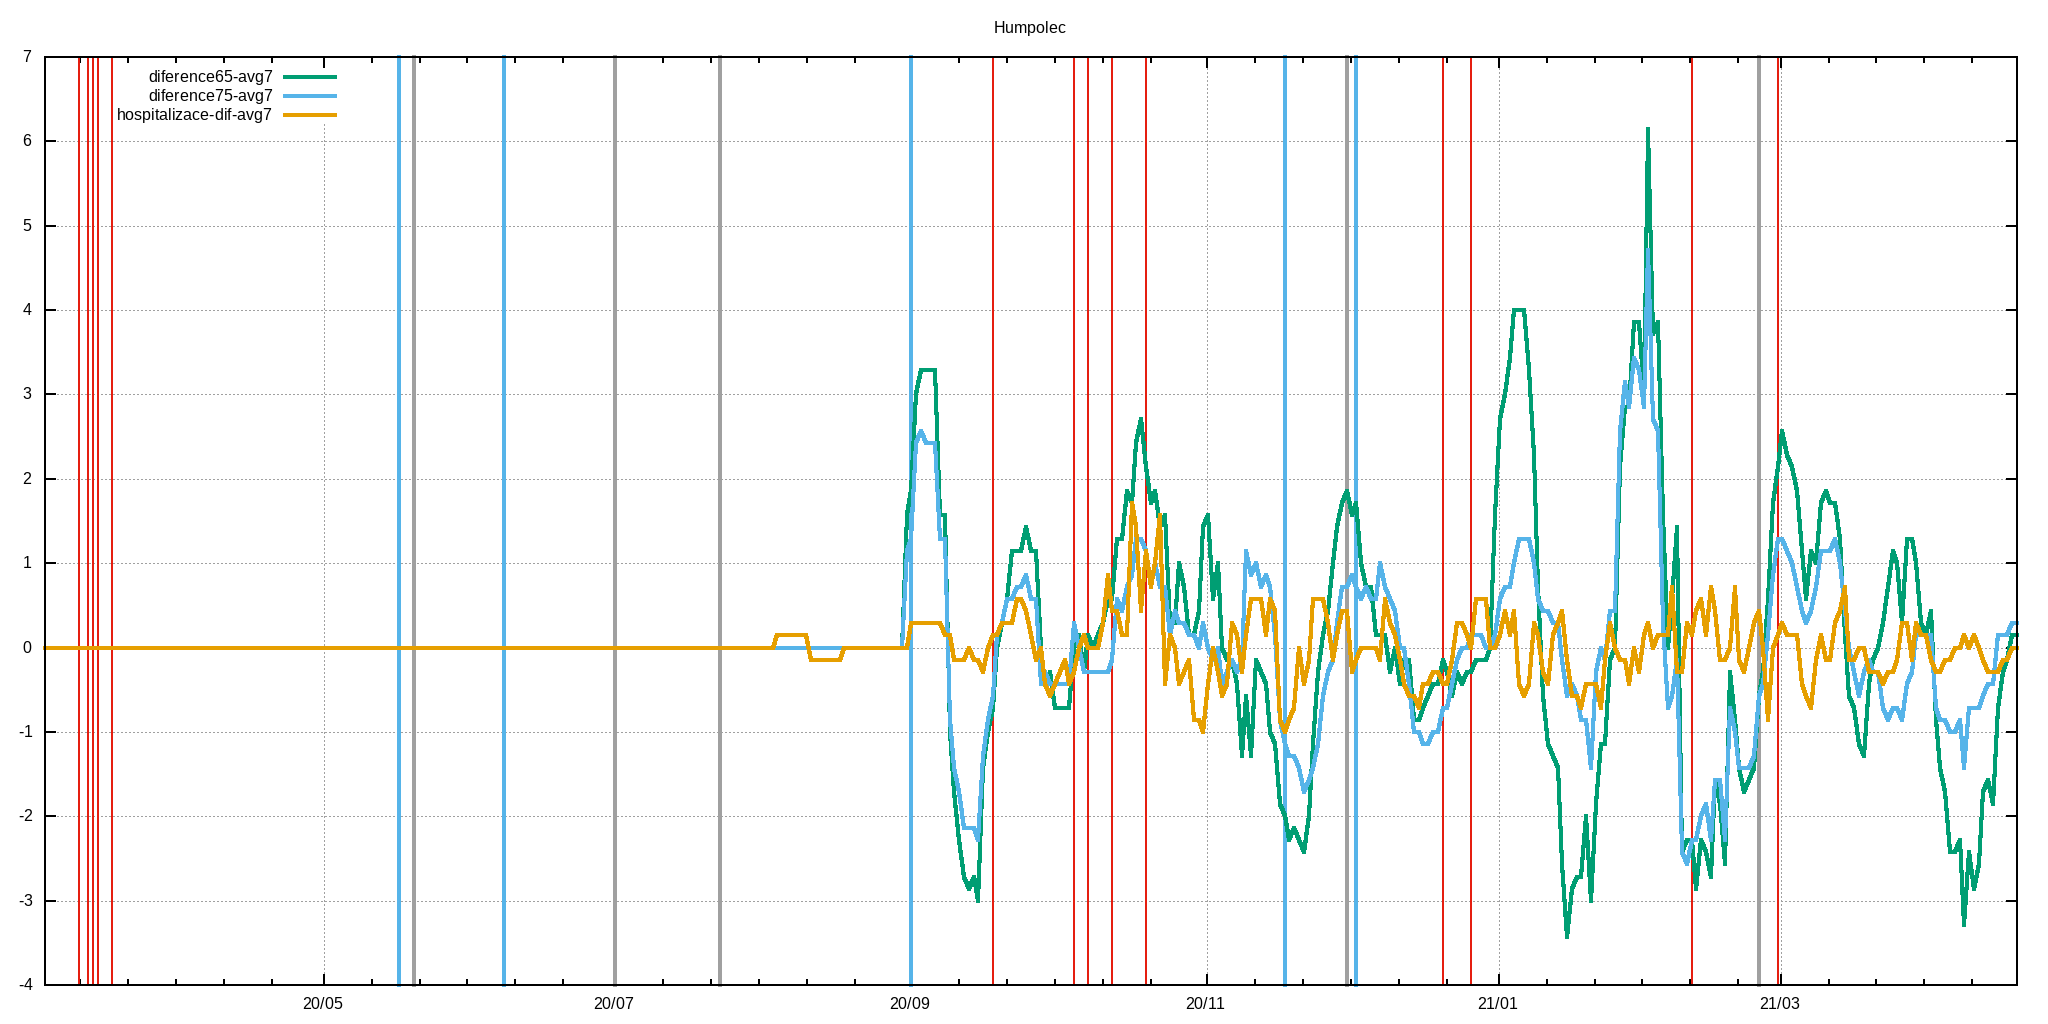 Humpolec
diference65-avg7
diference75-avg7
hospitalizace-dif-avg7
7
6
5
4
3
2
1
0
-1
-2
-3
-4
20/05 20/07 20/09 20/11 21/01 21/03